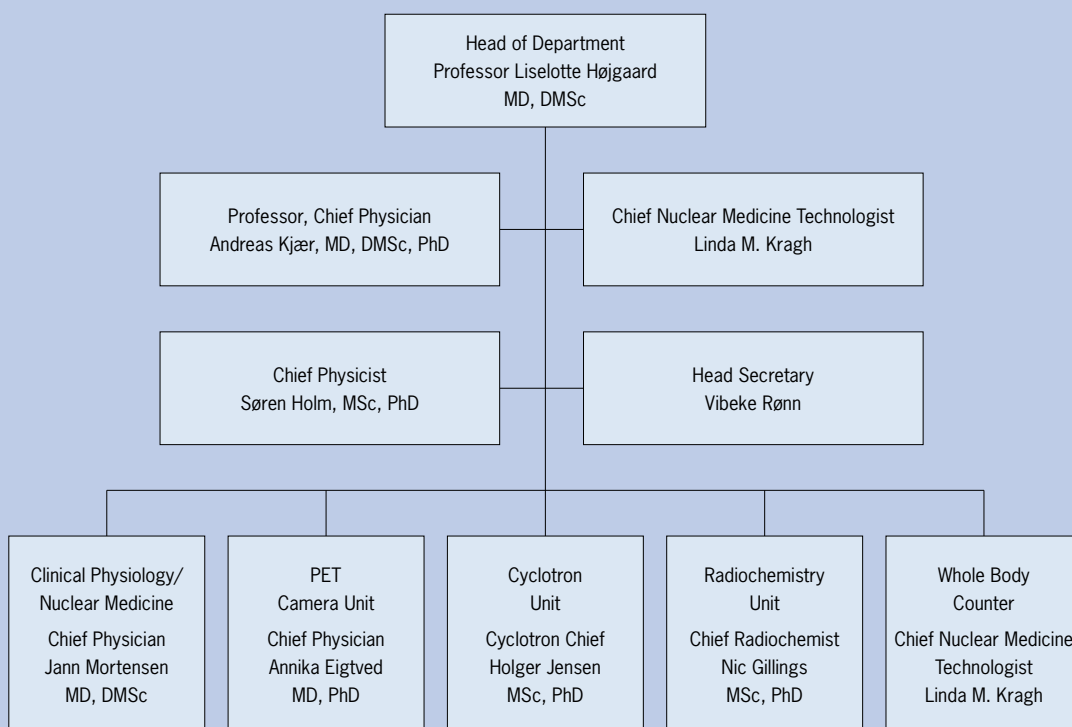 Head of Department
Professor Liselotte Højgaard
MD, DMSc
Professor, Chief Physician
Andreas Kjær, MD, DMSc, PhD
Chief Nuclear Medicine Technologist
Linda M. Kragh
Chief Physicist
Søren Holm, MSc, PhD
Head Secretary
Vibeke Rønn
Clinical Physiology/
Nuclear Medicine
Chief Physician
Jann Mortensen
MD, DMSc
PET
Camera Unit
Chief Physician
Annika Eigtved
MD, PhD
Cyclotron
Unit
Cyclotron Chief
Holger Jensen
MSc, PhD
Radiochemistry
Unit
Chief Radiochemist
Nic Gillings
MSc, PhD
Whole Body
Counter
Chief Nuclear Medicine
Technologist
Linda M. Kragh